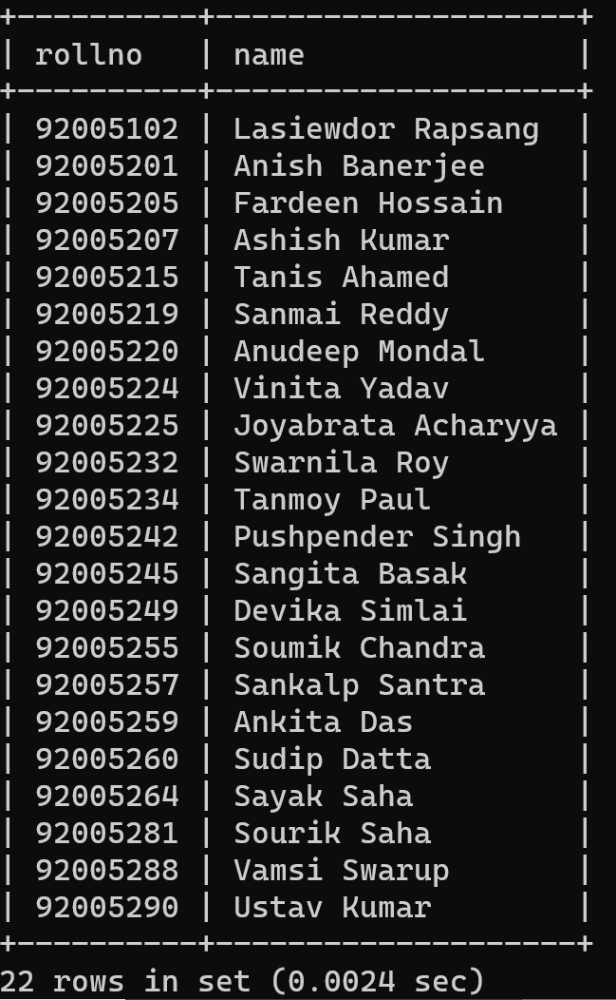 +----------+--------------------+
| rollno   | name               |
+----------+--------------------+
| 92005102 | Lasiewdor Rapsang  |
| 92005201 | Anish Banerjee     |
| 92005205 | Fardeen Hossain    |
| 92005207 | Ashish Kumar       |
| 92005215 | Tanis Ahamed       |
| 92005219 | Sanmai Reddy       |
| 92005220 | Anudeep Mondal     |
| 92005224 | Vinita Yadav       |
| 92005225 | Joyabrata Acharyya |
| 92005232 | Swarnila Roy       |
| 92005234 | Tanmoy Paul        |
| 92005242 | Pushpender Singh   |
| 92005245 | Sangita Basak      |
| 92005249 | Devika Simlai      |
| 92005255 | Soumik Chandra     |
| 92005257 | Sankalp Santra     |
| 92005259 | Ankita Das         |
| 92005260 | Sudip Datta        |
| 92005264 | Sayak Saha         |
| 92005281 | Sourik Saha        |
| 92005288 | Vamsi Swarup       |
| 92005290 | Ustav Kumar        |
+----------+--------------------+
22 rows in set (0.0024 sec)